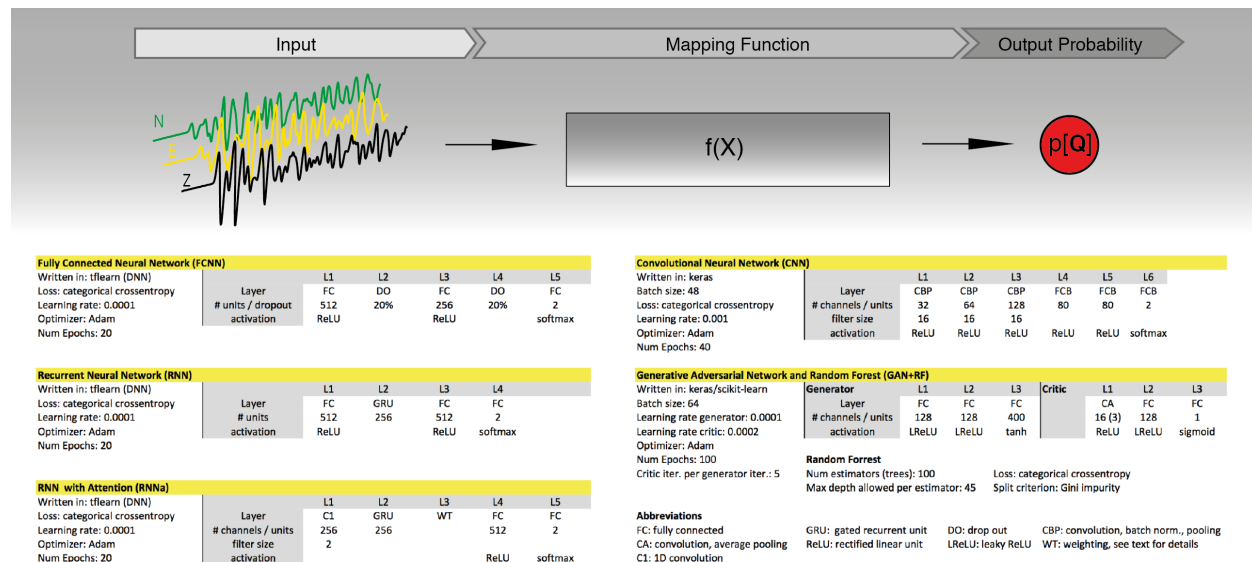 Input Mapping Function Output Probability
N
E
Z
f(X)
p[Q]
Fully Connected Neural Network (FCNN)
Written in: tflearn (DNN) L1 L2 L3 L4 L5
Loss: categorical crossentropy Layer FC DO FC DO FC
Learning rate: 0.0001 # units / dropout 512 20% 256 20% 2
Optimizer: Adam activation ReLU ReLU softmax
Num Epochs: 20
Recurrent Neural Network (RNN)
Written in: tflearn (DNN) L1 L2 L3 L4
Loss: categorical crossentropy Layer FC GRU FC FC
Learning rate: 0.0001 # units 512 256 512 2
Optimizer: Adam activation ReLU ReLU softmax
Num Epochs: 20
RNN with Attention (RNNa)
Written in: tflearn (DNN) L1 L2 L3 L4 L5
Loss: categorical crossentropy Layer C1 GRU WT FC FC
Learning rate: 0.0001 # channels / units 256 256 512 2
Optimizer: Adam filter size 2
Num Epochs: 20 activation ReLU softmax
Convolutional Neural Network (CNN)
Written in: keras L1 L2 L3 L4 L5 L6
Batch size: 48 Layer CBP CBP CBP FCB FCB FCB
Loss: categorical crossentropy # channels / units 32 64 128 80 80 2
Learning rate: 0.001 filter size 16 16 16
Optimizer: Adam activation ReLU ReLU ReLU ReLU ReLU softmax
Num Epochs: 40
Generative Adversarial Network and Random Forest (GAN+RF)
Written in: keras/scikit-learn Generator L1 L2 L3 Critic L1 L2 L3
Batch size: 64 Layer FC FC FC CA FC FC
Learning rate generator: 0.0001 # channels / units 128 128 400 16 (3) 128 1
Learning rate critic: 0.0002 activation LReLU LReLU tanh ReLU LReLU sigmoid
Optimizer: Adam
Num Epochs: 100 Random Forrest
Critic iter. per generator iter.: 5 Num estimators (trees): 100 Loss: categorical crossentropy
Max depth allowed per estimator: 45 Split criterion: Gini impurity
Abbreviations
FC: fully connected GRU: gated recurrent unit DO: drop out CBP: convolution, batch norm., pooling
CA: convolution, average pooling ReLU: rectified linear unit LReLU: leaky ReLU WT: weighting, see text for details
C1: 1D convolution